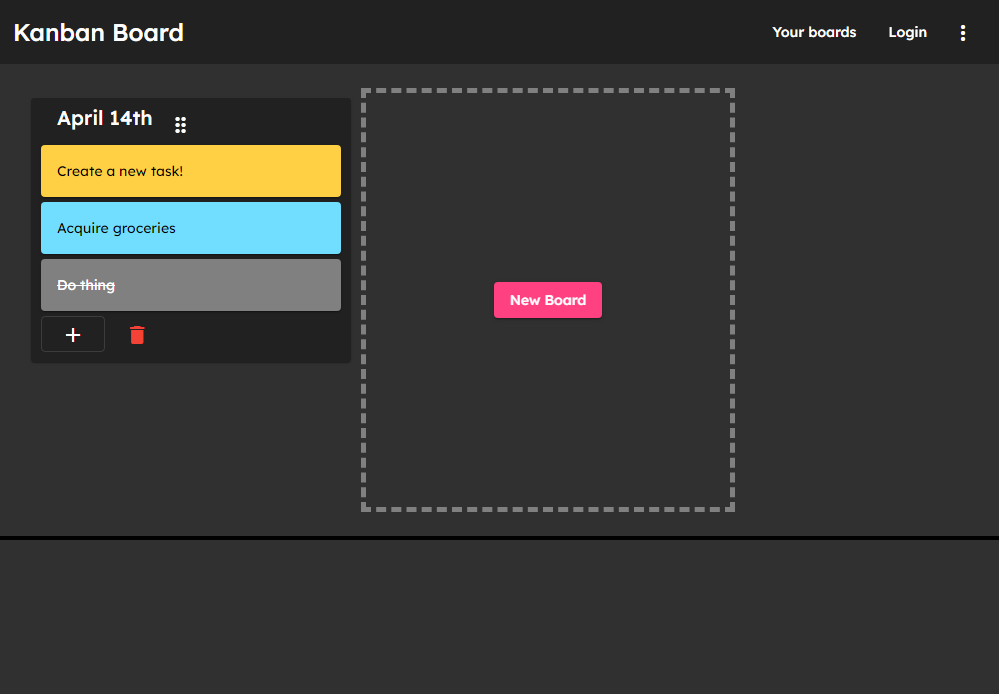 Kanban Board
Your boards
Login
April 14th
Create a new task!
Acquire groceries
Do thing
New Board